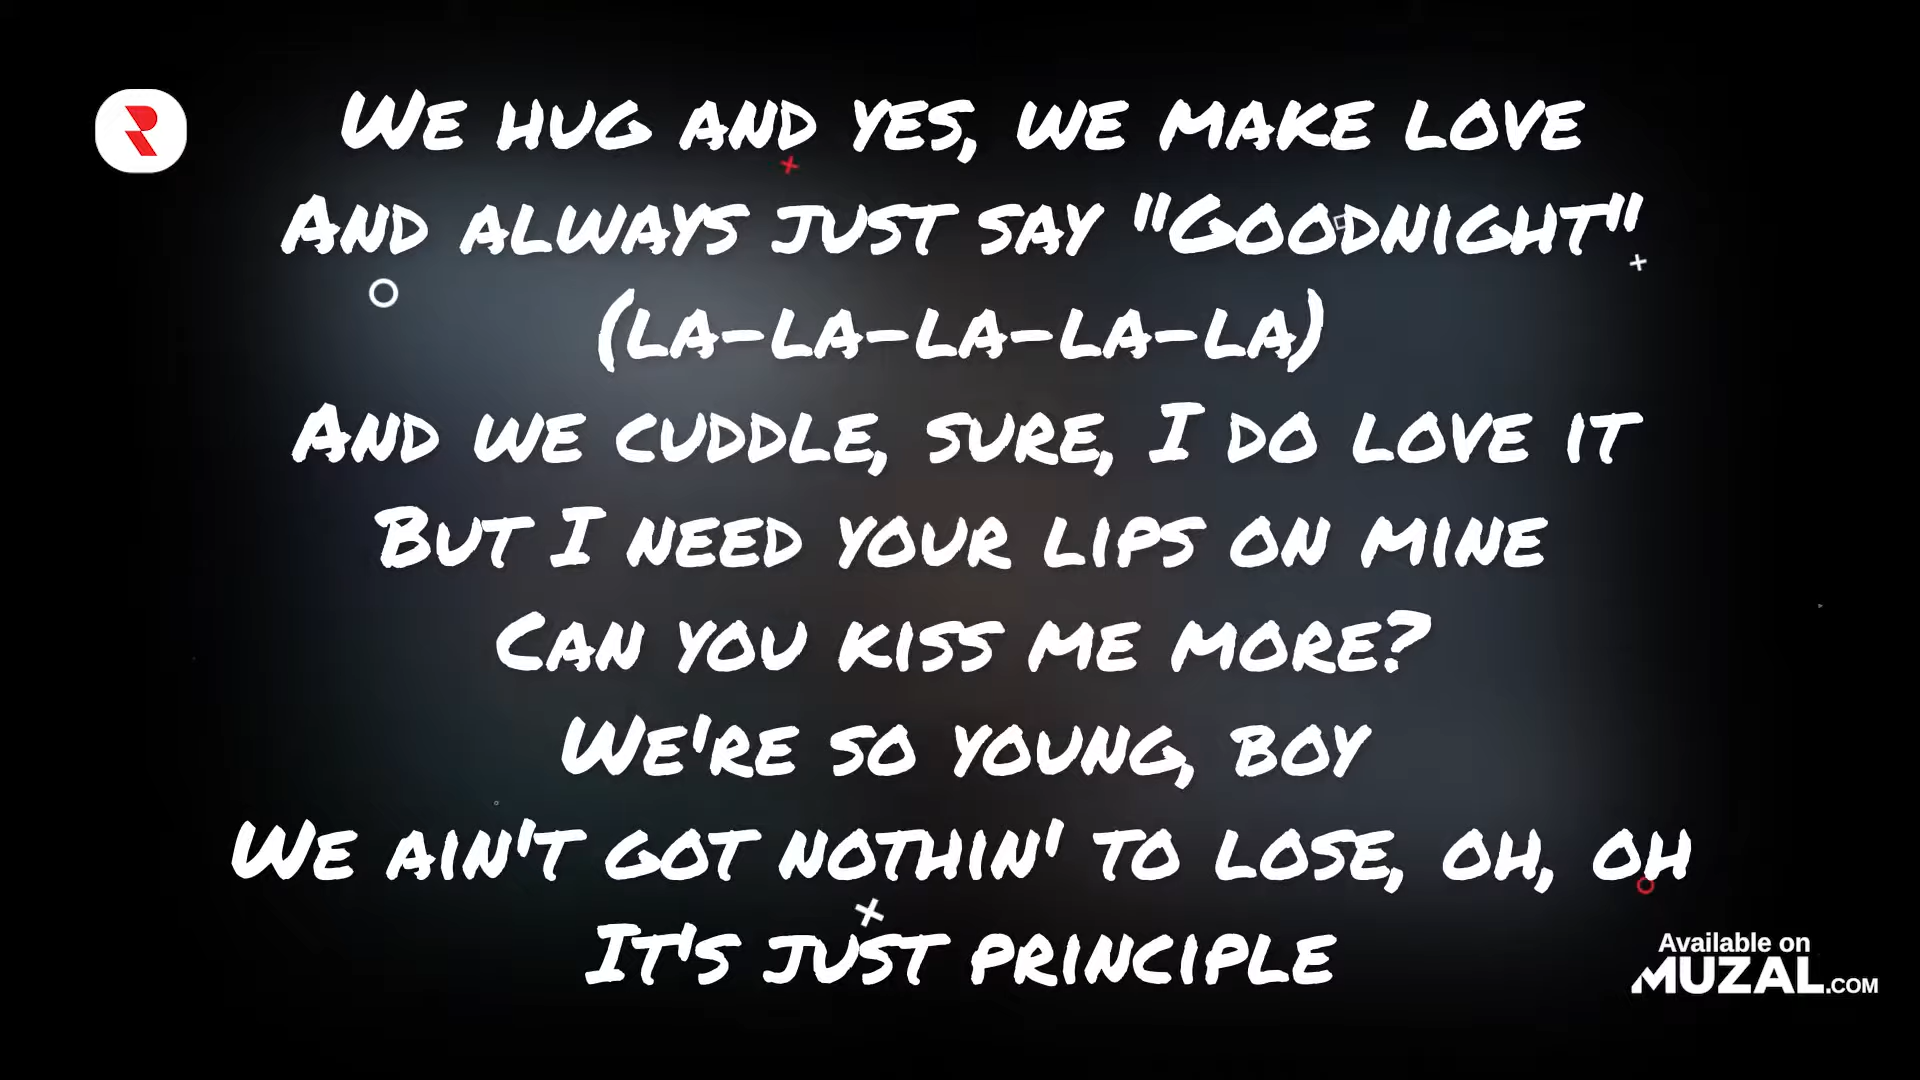 We hug and yes, we make love
And always just say "Goodnight"
(la-la-la-la-la)
And we cuddle, sure, I do love it
But I need your lips on mine
Can you kiss me more?
We're so young, boy
We ain't got nothin' to lose, oh, oh
It's just principle
Available on
MUZAL.COM